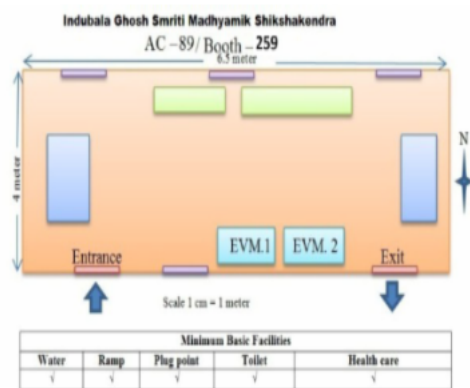 Indubala Ghosh Smriti Madhyamik Shikshakendra
AC –89/ Booth – 259
6.5 meter
4 meter
N
EVM.1 EVM. 2
Entrance Exit
Scale 1 cm = 1 meter
Minimum Basic Facilities
Water Ramp Plug point Toilet Health care
√ √ √ √ √